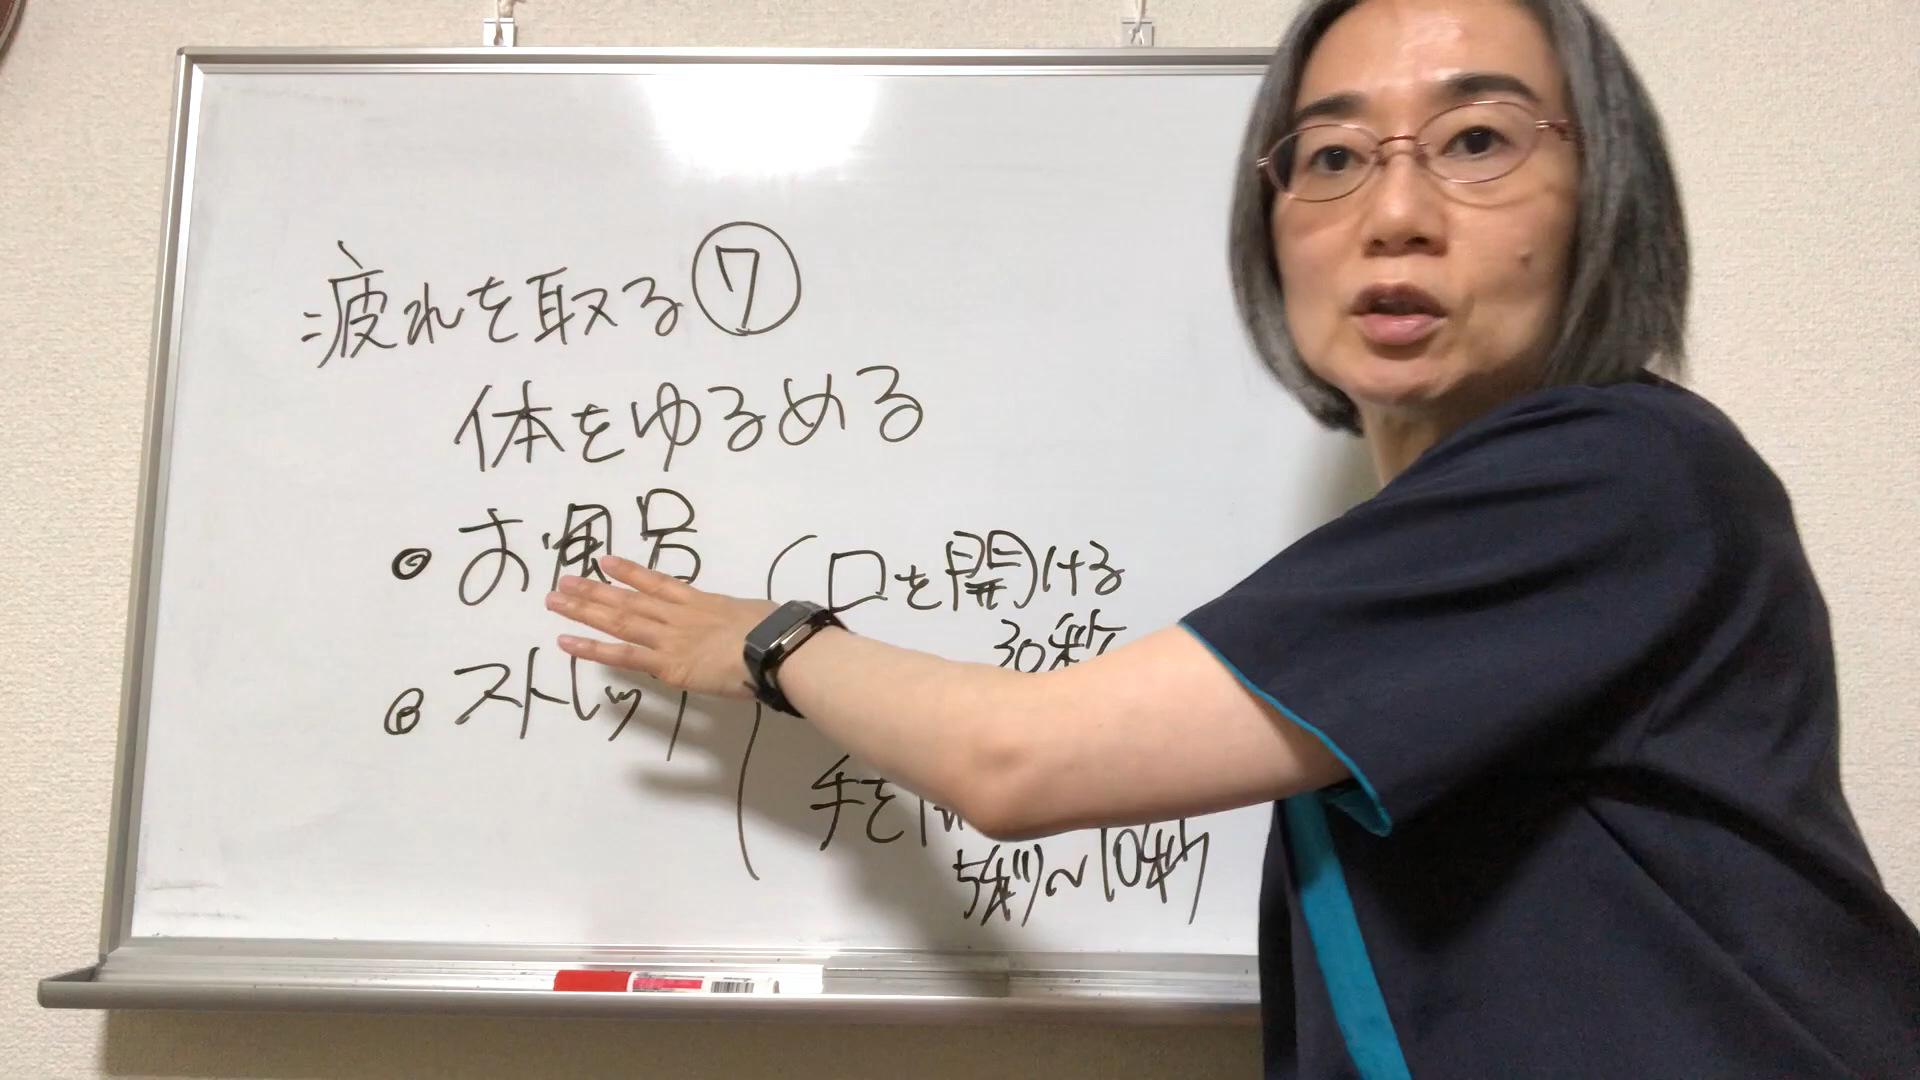 疲れを取る⑦
体をゆるめる
お風呂
ストレッチ
(口を開ける
30秒
手を
5秒~10秒